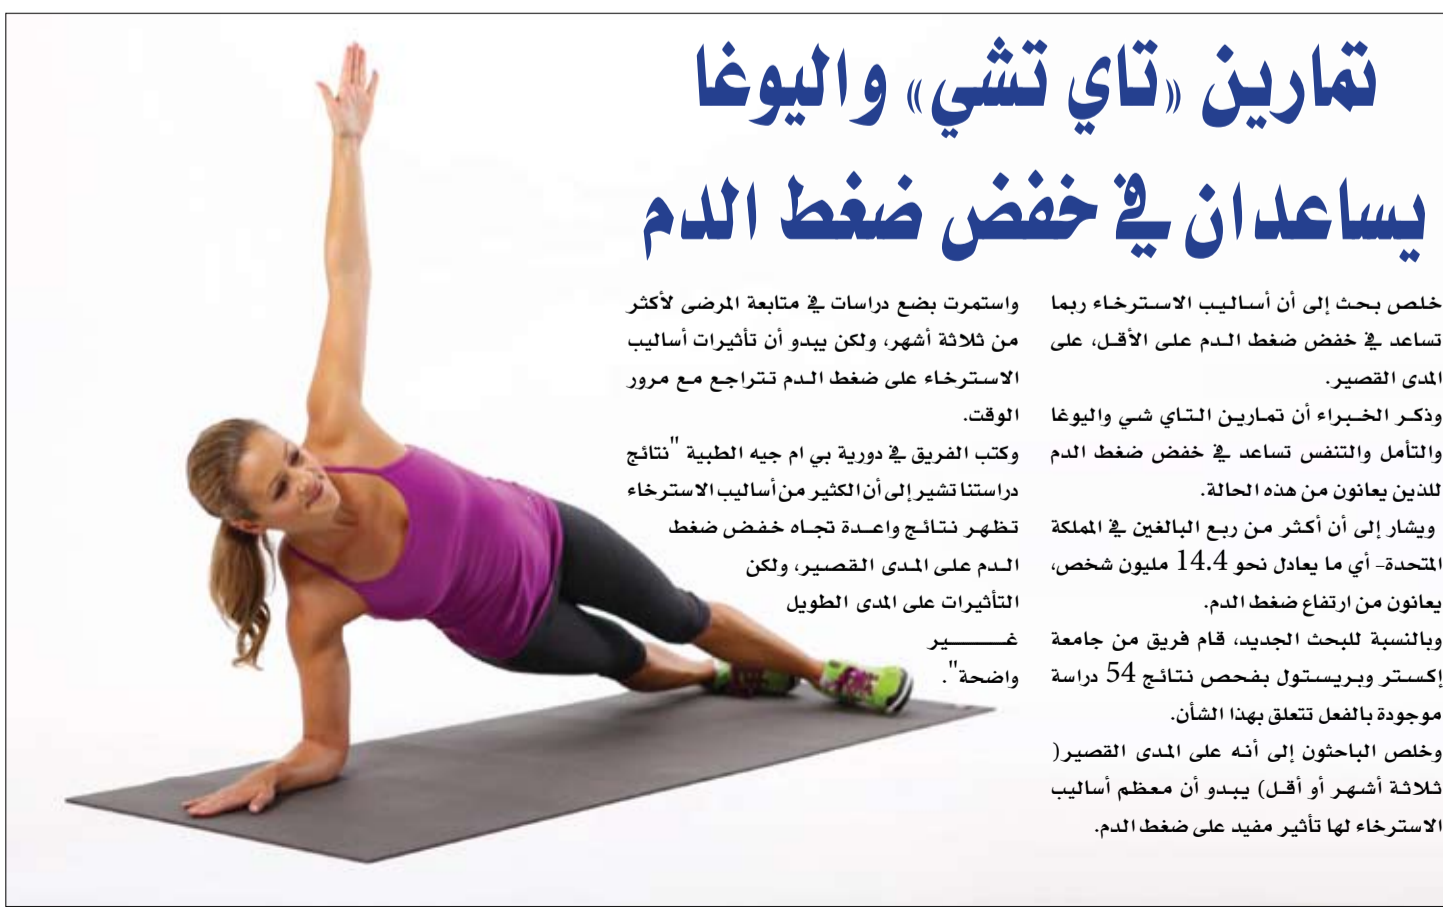 تمارين «تاي تشي» واليوغا
يساعدان في خفض ضغط الدم
خلص بحث إلى أن أساليب الاسترخاء ربما
تساعد في خفض ضغط الدم على الأقل، على
المدى القصير.
وذكر الخبراء أن تمارين التاي شي واليوغا
والتأمل والتنفس تساعد في خفض ضغط الدم
للذين يعانون من هذه الحالة.
ويشار إلى أن أكثر من ربع البالغين في المملكة
المتحدة- أي ما يعادل نحو 14.4 مليون شخص،
يعانون من ارتفاع ضغط الدم.
وبالنسبة للبحث الجديد، قام فريق من جامعة
إكستر وبريستول بفحص نتائج 54 دراسة
موجودة بالفعل تتعلق بهذا الشأن.
وخلص الباحثون إلى أنه على المدى القصير(
ثلاثة أشهر أو أقل) يبدو أن معظم أساليب
الاسترخاء لها تأثير مفيد على ضغط الدم.
واستمرت بضع دراسات في متابعة المرضى لأكثر
من ثلاثة أشهر، ولكن يبدو أن تأثيرات أساليب
الاسترخاء على ضغط الدم تتراجع مع مرور
الوقت.
وكتب الفريق في دورية بي ام جيه الطبية "نتائج
دراستنا تشير إلى أن الكثير من أساليب الاسترخاء
تظهر نتائج واعدة تجاه خفض ضغط
الدم على المدى القصير، ولكن
التأثيرات على المدى الطويل
غير
واضحة".